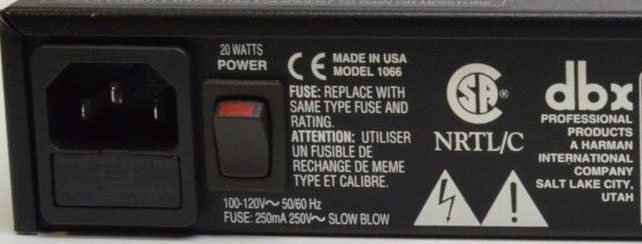 20 WATTS
POWER
CE MADE IN USA
MODEL 1066
FUSE: REPLACE WITH
SAME TYPE FUSE AND
RATING.
ATTENTION: UTILISER
UN FUSIBLE DE
RECHANGE DE MEME
TYPE ET CALIBRE.
100-120V~ 50/60 Hz
FUSE: 250mA 250V~ SLOW BLOW
CSA®
NRTL/C
dbx
PROFESSIONAL
PRODUCTS
A HARMAN
INTERNATIONAL
COMPANY
SALT LAKE CITY,
UTAH